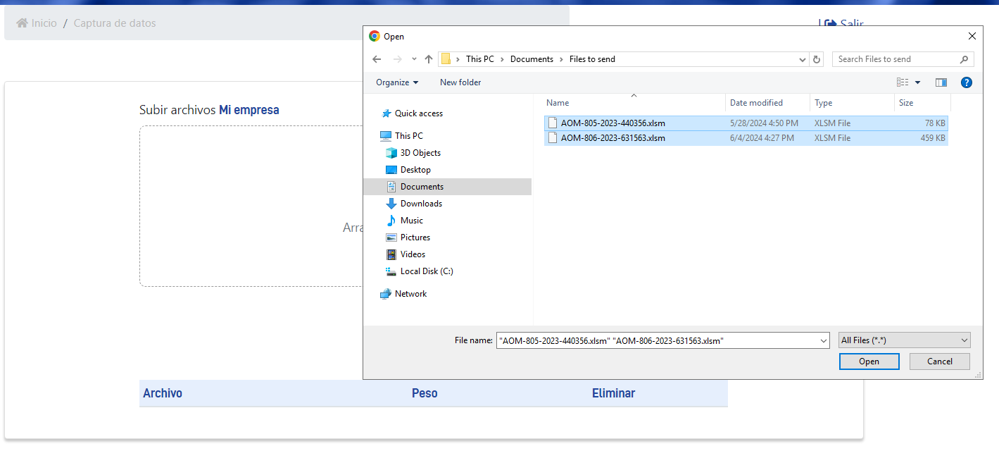 Inicio / Captura de datos
Salir
Subir archivos Mi empresa
Archivo Peso Eliminar
Open
This PC > Documents > Files to send
Search Files to send
Organize New folder
Quick access
This PC
3D Objects
Desktop
Documents
Downloads
Music
Pictures
Videos
Local Disk (C:)
Network
Name Date modified Type Size
AOM-805-2023-440356.xlsm 5/28/2024 4:50 PM XLSM File 78 KB
AOM-806-2023-631563.xlsm 6/4/2024 4:27 PM XLSM File 459 KB
File name: "AOM-805-2023-440356.xlsm" "AOM-806-2023-631563.xlsm" All Files (*.*)
Open Cancel